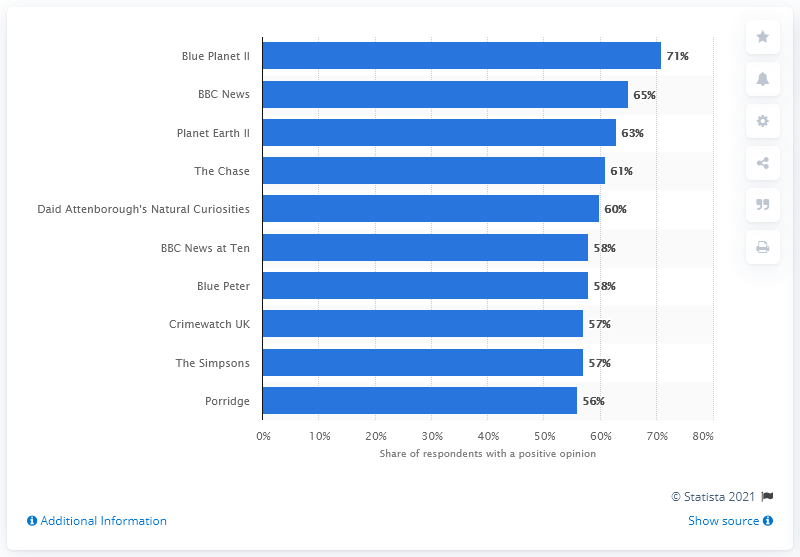 Blue Planet II 71%
BBC News 65%
Planet Earth II 63%
The Chase 61%
Daid Attenborough's Natural Curiosities 60%
BBC News at Ten 58%
Blue Peter 58%
Crimewatch UK 57%
The Simpsons 57%
Porridge 56%
0% 10% 20% 30% 40% 50% 60% 70% 80%
Share of respondents with a positive opinion
© Statista 2021
Additional Information Show source